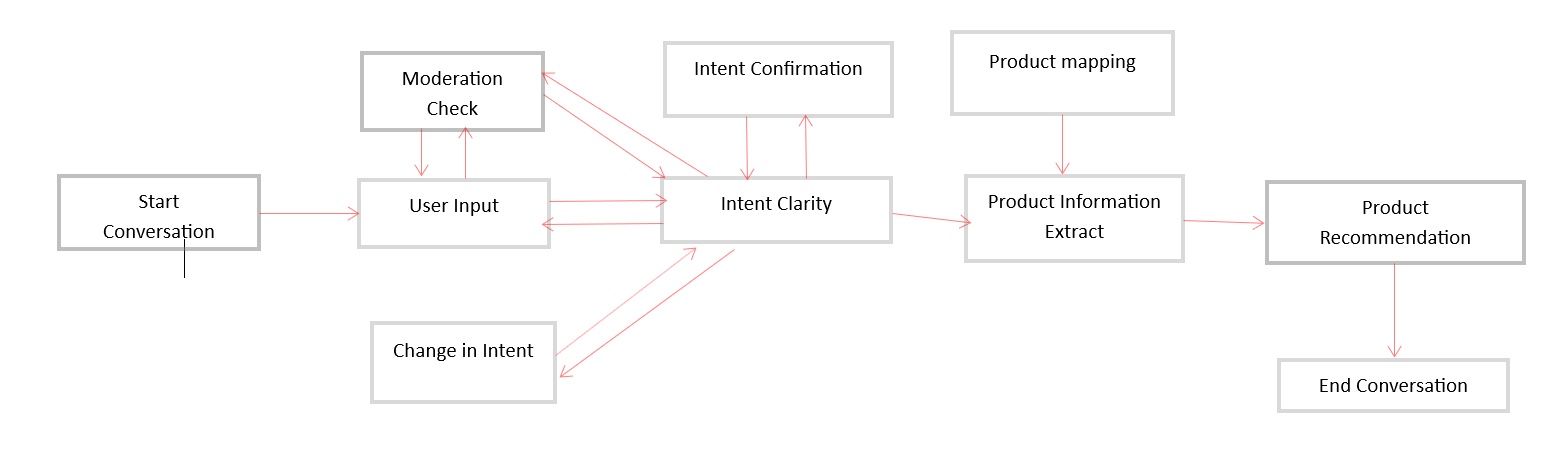 Start
Conversation
Moderation
Check
User Input
Change in Intent
Intent Confirmation
Intent Clarity
Product mapping
Product Information
Extract
Product
Recommendation
End Conversation